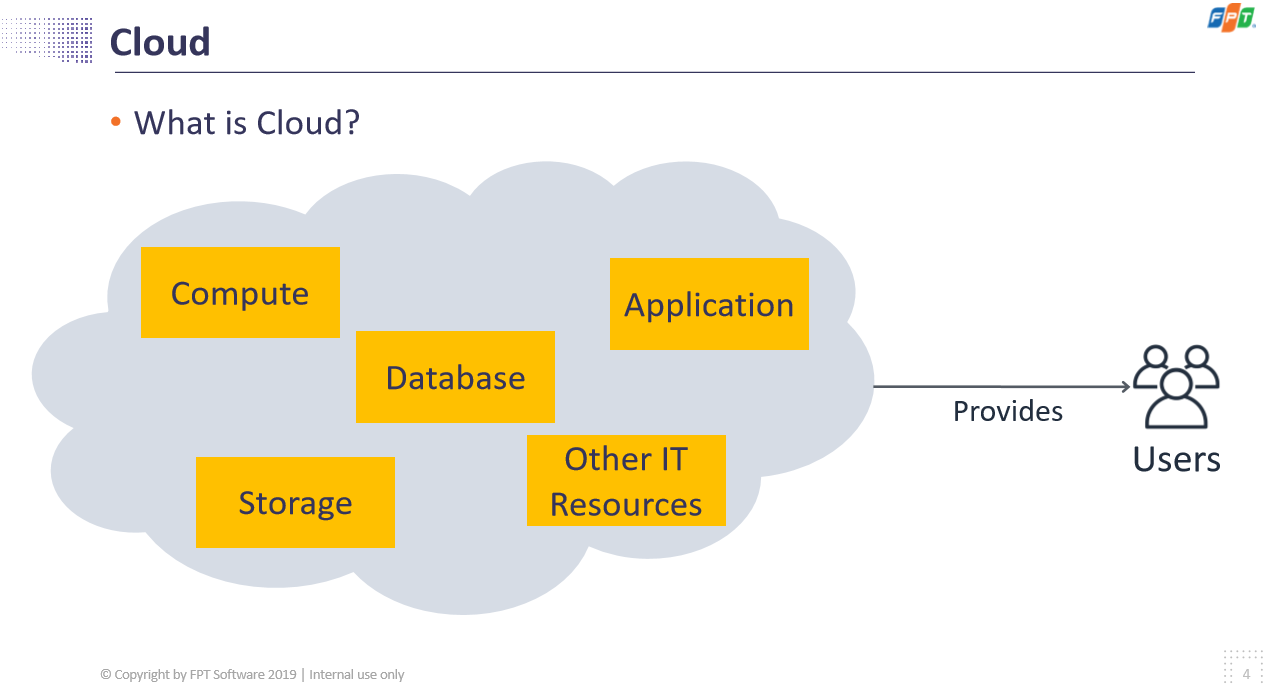 Cloud
FPT
• What is Cloud?
Compute
Application
Database
Provides
Users
Other IT
Resources
Storage
© Copyright by FPT Software 2019 | Internal use only
4